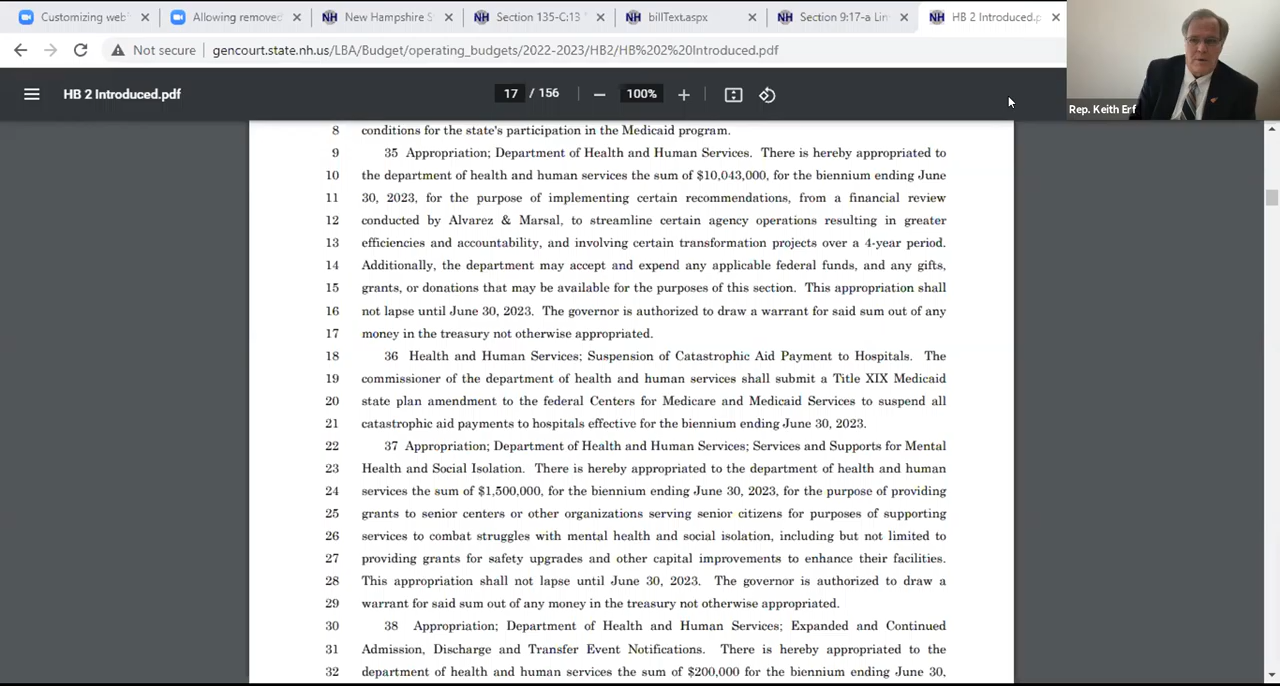 Customizing web
Allowing removed
New Hampshire S
Section 135-C:13
billText.aspx
Section 9:17-a Lin
HB 2 Introduced.p
Not secure
gencourt.state.nh.us/LBA/Budget/operating_budgets/2022-2023/HB2/HB%202%20Introduced.pdf
HB 2 Introduced.pdf
17 / 156
100%
Rep. Keith Erf
8 conditions for the state's participation in the Medicaid program.
9 35 Appropriation; Department of Health and Human Services. There is hereby appropriated to
10 the department of health and human services the sum of $10,043,000, for the biennium ending June
11 30, 2023, for the purpose of implementing certain recommendations, from a financial review
12 conducted by Alvarez & Marsal, to streamline certain agency operations resulting in greater
13 efficiencies and accountability, and involving certain transformation projects over a 4-year period.
14 Additionally, the department may accept and expend any applicable federal funds, and any gifts,
15 grants, or donations that may be available for the purposes of this section. This appropriation shall
16 not lapse until June 30, 2023. The governor is authorized to draw a warrant for said sum out of any
17 money in the treasury not otherwise appropriated.
18 36 Health and Human Services; Suspension of Catastrophic Aid Payment to Hospitals. The
19 commissioner of the department of health and human services shall submit a Title XIX Medicaid
20 state plan amendment to the federal Centers for Medicare and Medicaid Services to suspend all
21 catastrophic aid payments to hospitals effective for the biennium ending June 30, 2023.
22 37 Appropriation; Department of Health and Human Services; Services and Supports for Mental
23 Health and Social Isolation. There is hereby appropriated to the department of health and human
24 services the sum of $1,500,000, for the biennium ending June 30, 2023, for the purpose of providing
25 grants to senior centers or other organizations serving senior citizens for purposes of supporting
26 services to combat struggles with mental health and social isolation, including but not limited to
27 providing grants for safety upgrades and other capital improvements to enhance their facilities.
28 This appropriation shall not lapse until June 30, 2023. The governor is authorized to draw a
29 warrant for said sum out of any money in the treasury not otherwise appropriated.
30 38 Appropriation; Department of Health and Human Services; Expanded and Continued
31 Admission, Discharge and Transfer Event Notifications. There is hereby appropriated to the
32 department of health and human services the sum of $200,000 for the biennium ending June 30,